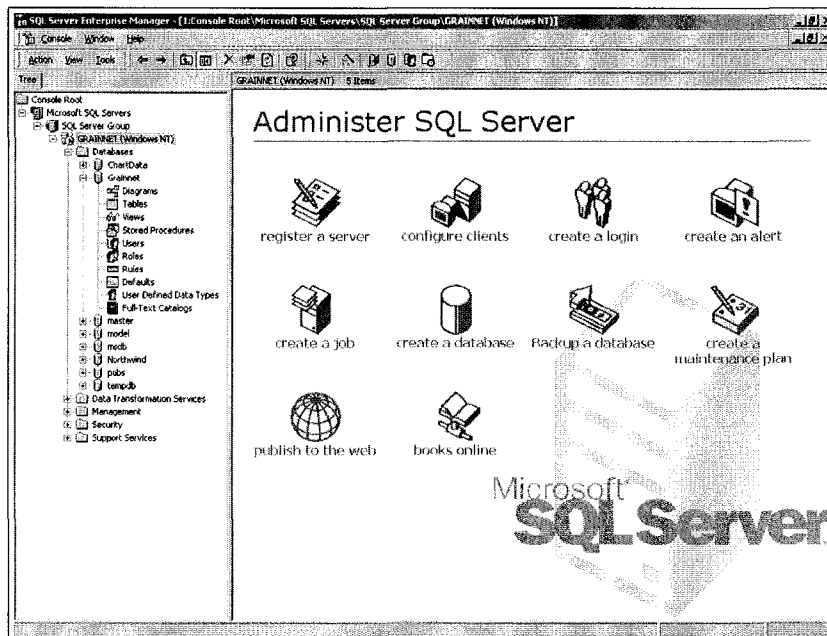 SQL Server Enterprise Manager - [1:Console Root\Microsoft SQL Servers\SQL Server Group\GRAINNET (Windows NT)]
Console Window Help
Action View Tools
Tree
GRAINNET (Windows NT) 5 Items
Console Root
Microsoft SQL Servers
SQL Server Group
GRAINNET (Windows NT)
Databases
ChartData
Grainnet
Diagrams
Tables
Views
Stored Procedures
Users
Roles
Rules
Defaults
User Defined Data Types
Full-Text Catalogs
master
model
msdb
Northwind
pubs
tempdb
Data Transformation Services
Management
Security
Support Services
Administer SQL Server
register a server
configure clients
create a login
create an alert
create a job
create a database
Backup a database
create a
maintenance plan
publish to the web
books online
Microsoft
SQL Server